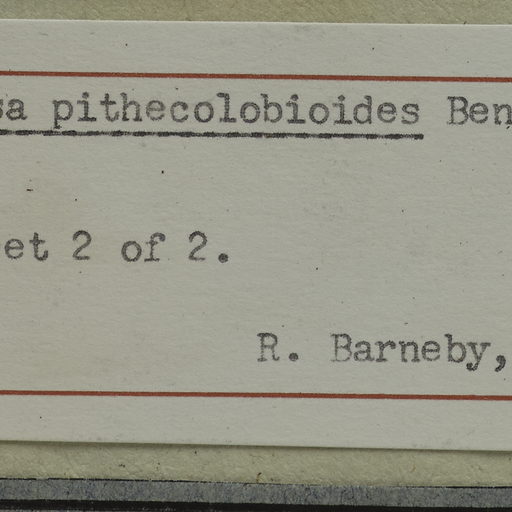 sa pithecolobioides Ben
et 2 of 2.
R. Barneby,